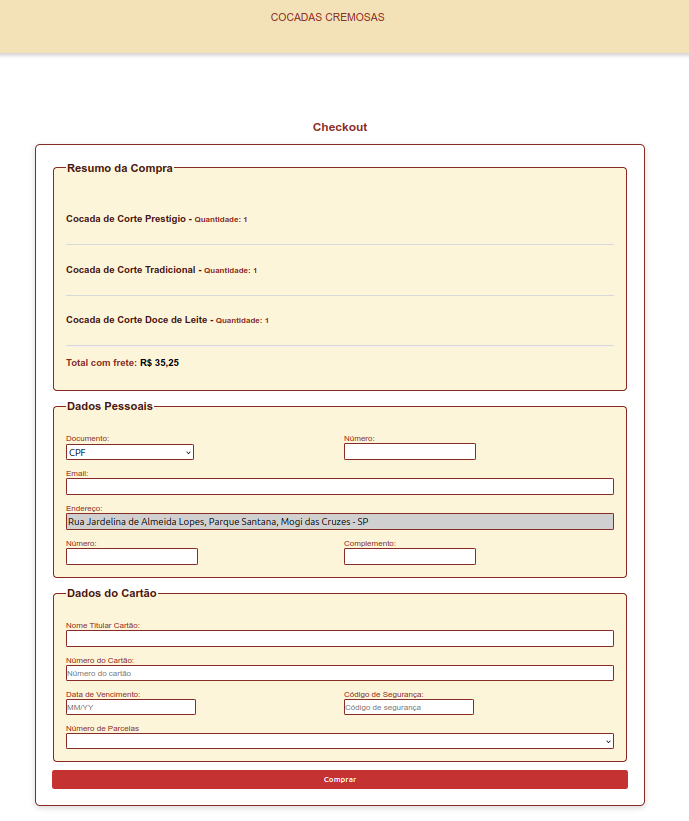 COCADAS CREMOSAS
Checkout
Resumo da Compra
Cocada de Corte Prestígio - Quantidade: 1
Cocada de Corte Tradicional - Quantidade: 1
Cocada de Corte Doce de Leite - Quantidade: 1
Total com frete: R$ 35,25
Dados Pessoais
Documento: Número:
CPF
Email:
Endereço:
Rua Jardelina de Almeida Lopes, Parque Santana, Mogi das Cruzes - SP
Número: Complemento:
Dados do Cartão
Nome Titular Cartão:
Número do Cartão:
Número do cartão
Data de Vencimento: Código de Segurança:
MM/YY Código de segurança
Número de Parcelas
Comprar